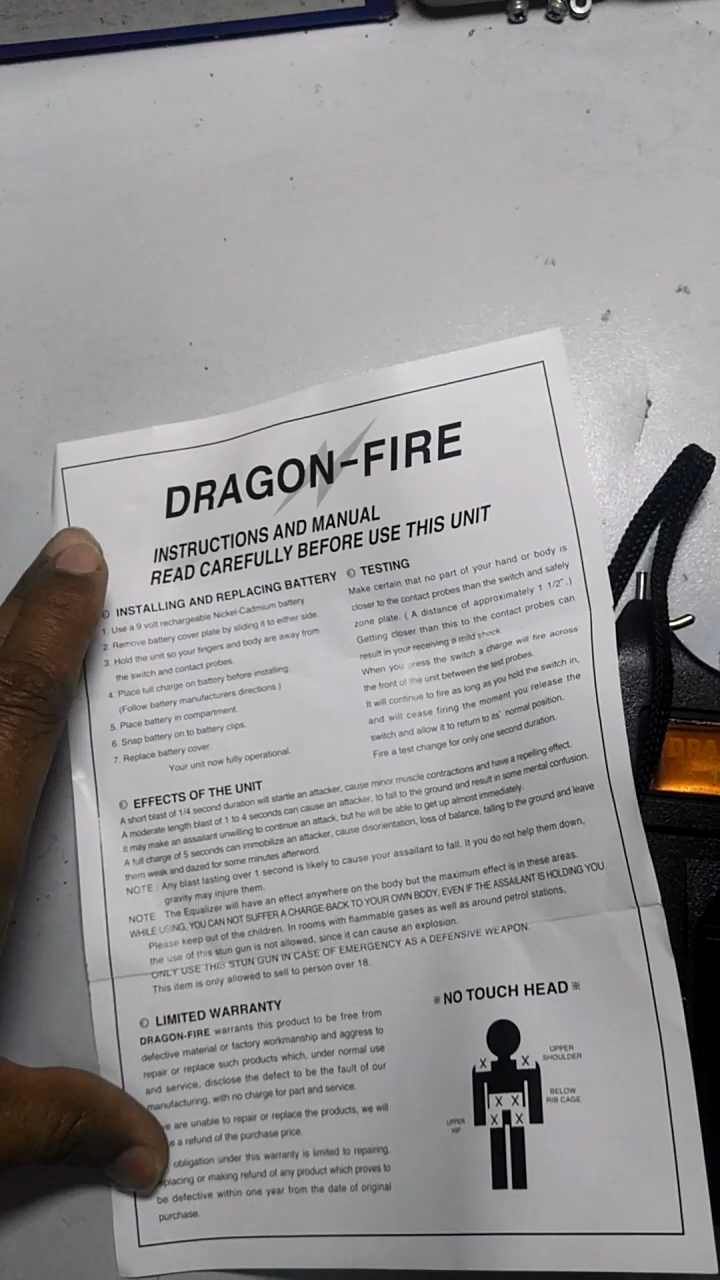 DRAGON-FIRE
INSTRUCTIONS AND MANUAL
READ CAREFULLY BEFORE USE THIS UNIT
© INSTALLING AND REPLACING BATTERY
1. Use a 9 volt rechargeable Nickel-Cadmium battery
2. Remove battery cover plate by sliding it to either side.
3. Hold the unit so your fingers and body are away from
the switch and contact probes.
4. Place full charge on battery before installing.
(Follow battery manufacturers directions.)
5. Place battery in compartment.
6. Snap battery on to battery clips.
7. Replace battery cover.
Your unit now fully operational.
© TESTING
Make certain that no part of your hand or body is
closer to the contact probes than the switch and safely
zone plate. ( A distance of approximately 1 1/2".)
Getting closer than this to the contact probes can
result in your receiving a mild shock.
When you press the switch a charge will fire across
the front of the unit between the test probes.
It will continue to fire as long as you hold the switch in,
and will cease firing the moment you release the
switch and allow it to return to its' normal position.
Fire a test change for only one second duration.
© EFFECTS OF THE UNIT
A short blast of 1/4 second duration will startle an attacker, cause minor muscle contractions and have a repelling effect.
A moderate length blast of 1 to 4 seconds can cause an attacker, to fall to the ground and result in some mental confusion.
It may make an assailant unwilling to continue an attack, but he will be able to get up almost immediately.
A full charge of 5 seconds can immobilize an attacker, cause disorientation, loss of balance, falling to the ground and leave
them weak and dazed for some minutes afterword.
NOTE : Any blast lasting over 1 second is likely to cause your assailant to fall. If you do not help them down,
gravity may injure them.
NOTE The Equalizer will have an effect anywhere on the body but the maximum effect is in these areas.
WHILE USING, YOU CAN NOT SUFFER A CHARGE-BACK TO YOUR OWN BODY, EVEN IF THE ASSAILANT IS HOLDING YOU.
Please keep out of the children. In rooms with flammable gases as well as around petrol stations,
the use of this stun gun is not allowed, since it can cause an explosion.
ONLY USE THIS STUN GUN IN CASE OF EMERGENCY AS A DEFENSIVE WEAPON.
This item is only allowed to sell to person over 18.
© LIMITED WARRANTY
DRAGON-FIRE warrants this product to be free from
defective material or factory workmanship and aggress to
repair or replace such products which, under normal use
and service, disclose the defect to be the fault of our
manufacturing, with no charge for part and service.
are unable to repair or replace the products, we will
a refund of the purchase price.
obligation under this warranty is limited to repairing,
placing or making refund of any product which proves to
be defective within one year from the date of original
purchase.
※NO TOUCH HEAD※
X X
UPPER
SHOULDER
X X
BELOW
RIB CAGE
X X
UPPER
HIP
DRA